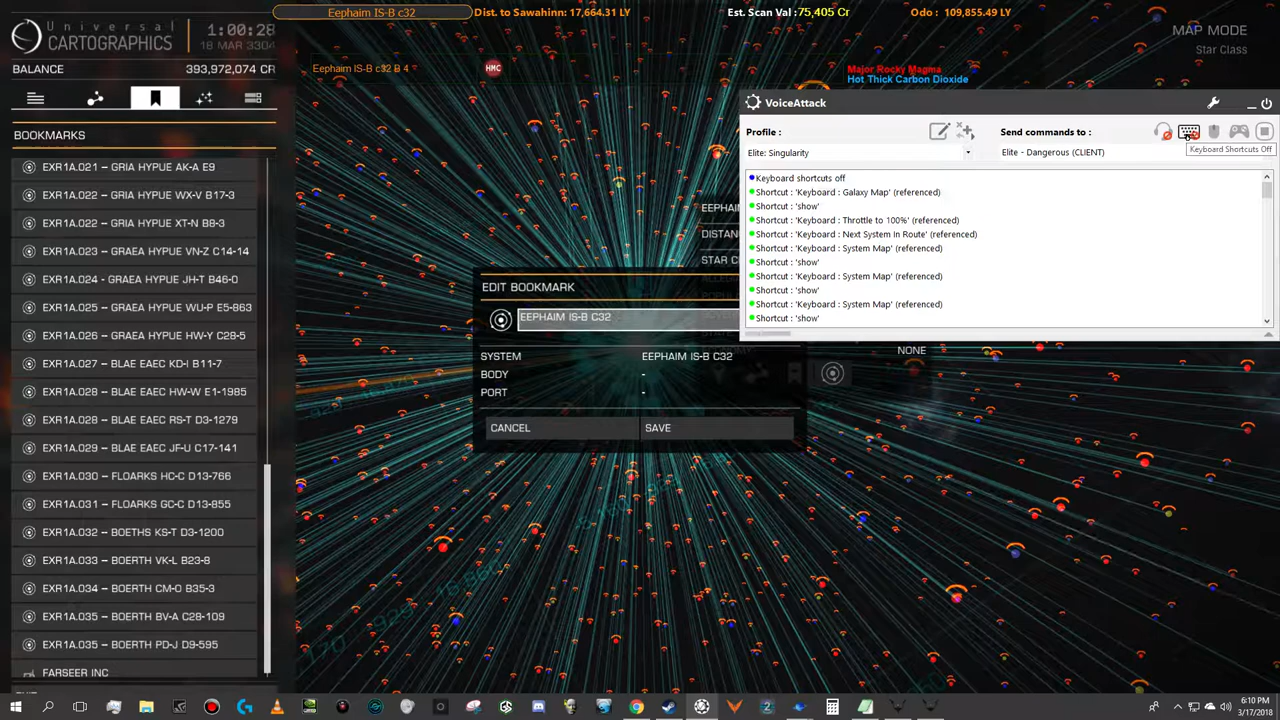 Eephaim IS-B c32
Dist. to Sawahinn: 17,664.31 LY
Est. Scan Val :75,405 Cr
Odo : 109,855.49 LY
Universal
CARTOGRAPHICS
1:00:28
18 MAR 3304
MAP MODE
Star Class
BALANCE
393,972,074 CR
Eephaim IS-B c32 B 4
HMC
Major Rocky Magma
Hot Thick Carbon Dioxide
BOOKMARKS
EXR1A.021 – GRIA HYPUE AK-A E9
EXR1A.022 – GRIA HYPUE WX-V B17-3
EXR1A.022 – GRIA HYPUE XT-N B8-3
EXR1A.023 – GRAEA HYPUE VN-Z C14-14
EXR1A.024 - GRAEA HYPUE JH-T B46-0
EXR1A.025 – GRAEA HYPUE WU-P E5-863
EXR1A.026 – GRAEA HYPUE HW-Y C28-5
EXR1A.027 – BLAE EAEC KD-I B11-7
EXR1A.028 – BLAE EAEC HW-W E1-1985
EXR1A.028 – BLAE EAEC RS-T D3-1279
EXR1A.029 – BLAE EAEC JF-U C17-141
EXR1A.030 – FLOARKS HC-C D13-766
EXR1A.031 – FLOARKS GC-C D13-855
EXR1A.032 – BOETHS KS-T D3-1200
EXR1A.033 – BOERTH VK-L B23-8
EXR1A.034 – BOERTH CM-O B35-3
EXR1A.035 – BOERTH BV-A C28-109
EXR1A.035 – BOERTH PD-J D9-595
FARSEER INC
VoiceAttack
Profile :
Send commands to :
Elite: Singularity
Elite - Dangerous (CLIENT)
Keyboard Shortcuts Off
Keyboard shortcuts off
Shortcut : 'Keyboard : Galaxy Map' (referenced)
Shortcut : 'show'
Shortcut : 'Keyboard : Throttle to 100%' (referenced)
Shortcut : 'Keyboard : Next System In Route' (referenced)
Shortcut : 'Keyboard : System Map' (referenced)
Shortcut : 'show'
Shortcut : 'Keyboard : System Map' (referenced)
Shortcut : 'show'
Shortcut : 'Keyboard : System Map' (referenced)
Shortcut : 'show'
EEPHAI
DISTAN
STAR C
NONE
EDIT BOOKMARK
EEPHAIM IS-B C32
SYSTEM
EEPHAIM IS-B C32
BODY
-
PORT
-
CANCEL
SAVE
6:10 PM
3/17/2018